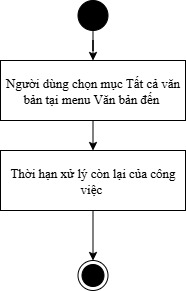 Người dùng chọn mục Tất cả văn
bản tại menu Văn bản đến
Thời hạn xử lý còn lại của công
việc